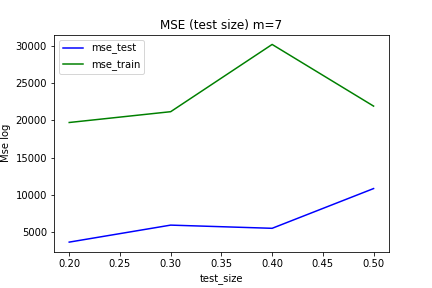 MSE (test size) m=7
mse_test
mse_train
30000
25000
20000
15000
10000
5000
Mse log
0.20 0.25 0.30 0.35 0.40 0.45 0.50
test_size